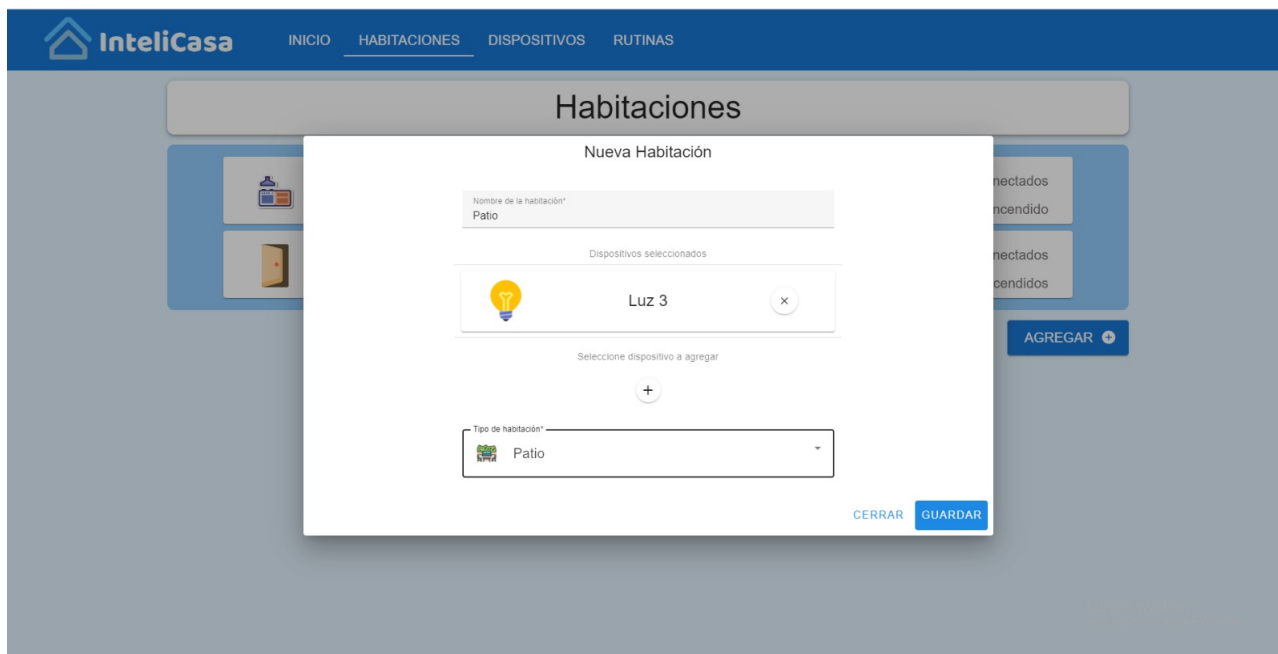 InteliCasa
INICIO HABITACIONES DISPOSITIVOS RUTINAS
Habitaciones
Nueva Habitación
Nombre de la habitación*
Patio
nectados
ncendido
Dispositivos seleccionados
Luz 3
nectados
cendidos
AGREGAR
Seleccione dispositivo a agregar
Tipo de habitación*
Patio
CERRAR GUARDAR